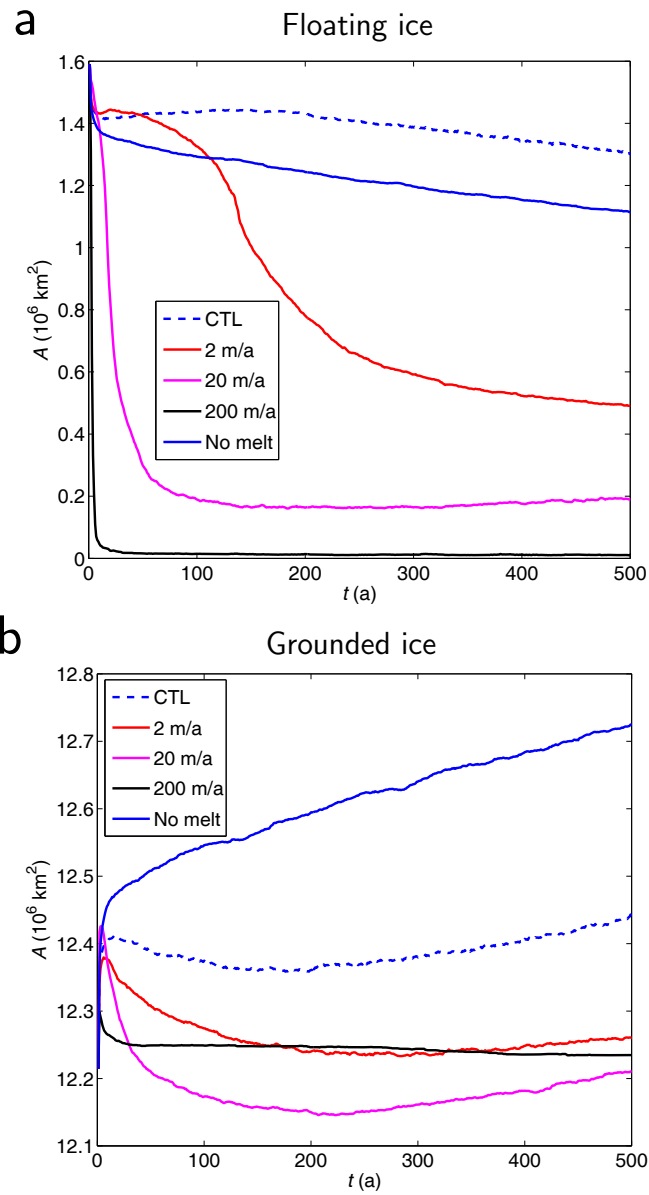 a
Floating ice
1.6
1.4
1.2
1
0.8
0.6
0.4
0.2
0
A (10⁶ km²)
CTL
2 m/a
20 m/a
200 m/a
No melt
0 100 200 300 400 500
t (a)
b
Grounded ice
12.8
12.7
12.6
12.5
12.4
12.3
12.2
12.1
A (10⁶ km²)
CTL
2 m/a
20 m/a
200 m/a
No melt
0 100 200 300 400 500
t (a)